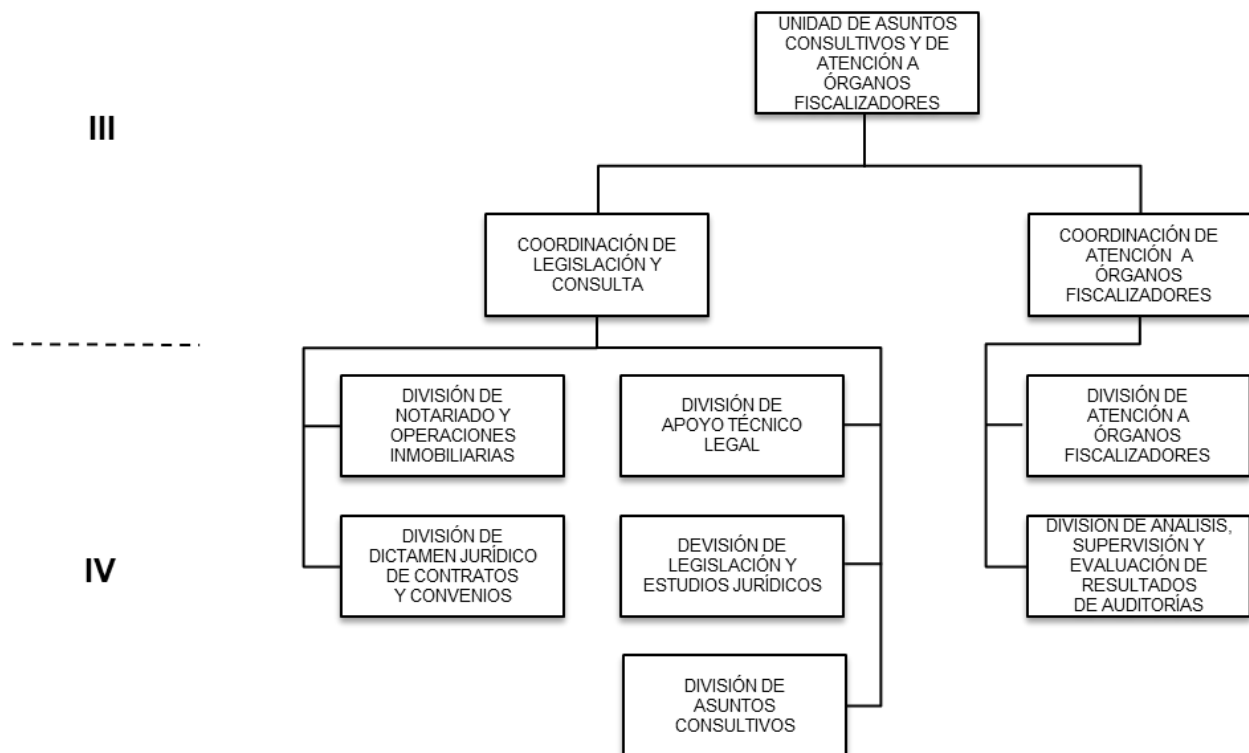 UNIDAD DE ASUNTOS
CONSULTIVOS Y DE
ATENCIÓN A
ÓRGANOS
FISCALIZADORES
III
COORDINACIÓN DE
LEGISLACIÓN Y
CONSULTA
COORDINACIÓN DE
ATENCIÓN A
ÓRGANOS
FISCALIZADORES
DIVISIÓN DE
NOTARIADO Y
OPERACIONES
INMOBILIARIAS
DIVISIÓN DE
APOYO TÉCNICO
LEGAL
DIVISIÓN DE
ATENCIÓN A
ÓRGANOS
FISCALIZADORES
IV
DIVISIÓN DE
DICTAMEN JURÍDICO
DE CONTRATOS
Y CONVENIOS
DEVISIÓN DE
LEGISLACIÓN Y
ESTUDIOS JURÍDICOS
DIVISIÓN DE ANÁLISIS,
SUPERVISIÓN Y
EVALUACIÓN DE
RESULTADOS
DE AUDITORÍAS
DIVISIÓN DE
ASUNTOS
CONSULTIVOS